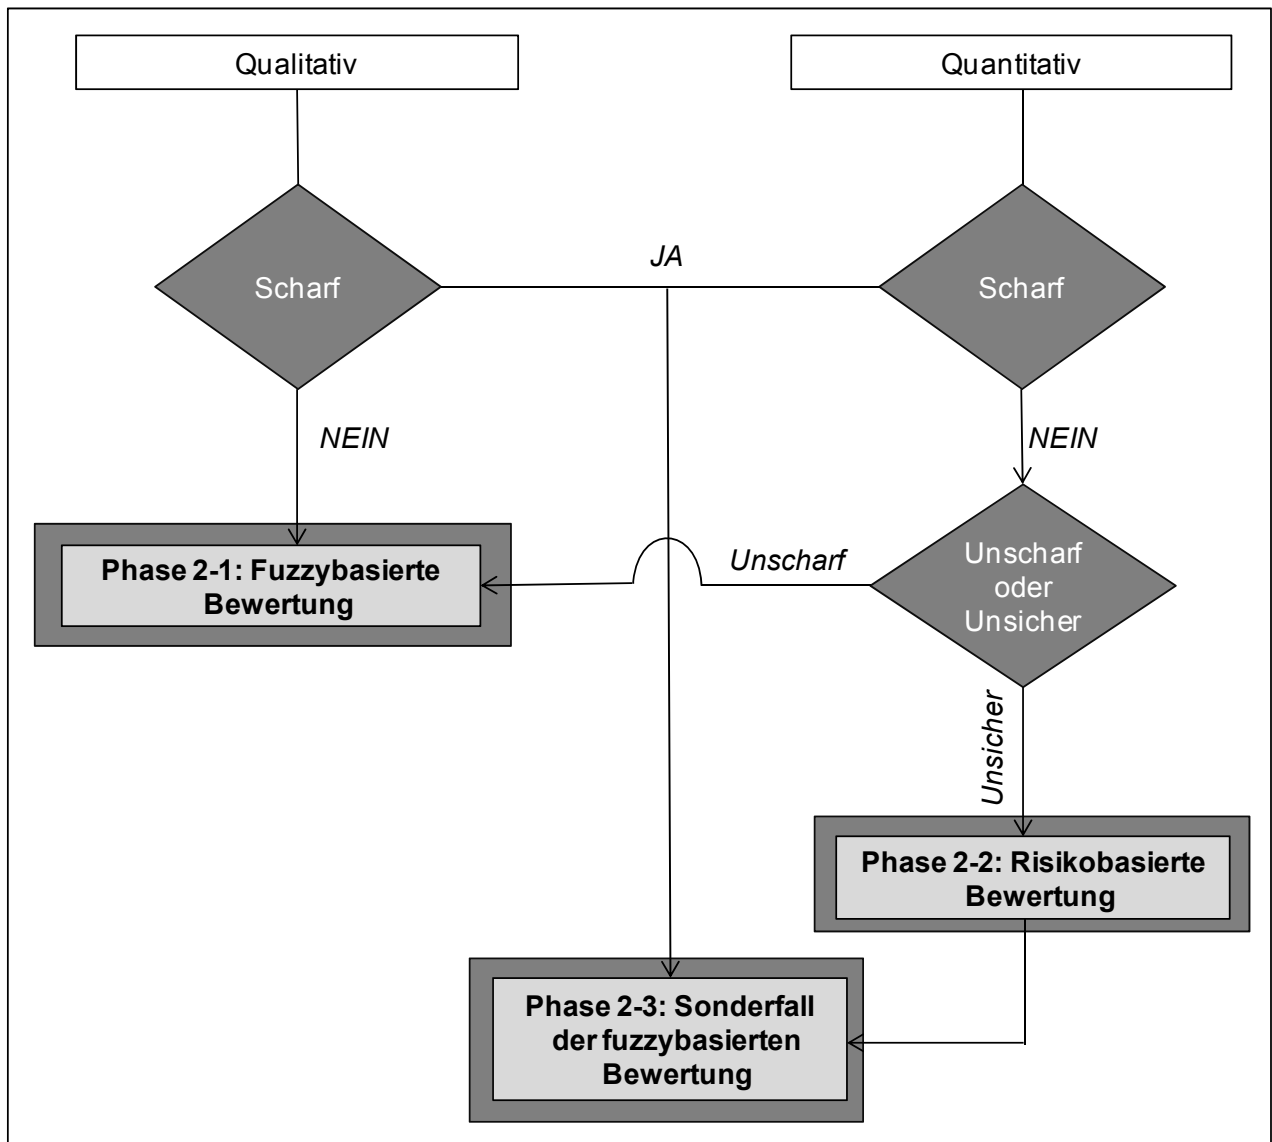 Qualitativ
Quantitativ
JA
Scharf
Scharf
NEIN
NEIN
Unscharf
Unscharf
oder
Unsicher
Phase 2-1: Fuzzybasierte
Bewertung
Unsicher
Phase 2-2: Risikobasierte
Bewertung
Phase 2-3: Sonderfall
der fuzzybasierten
Bewertung